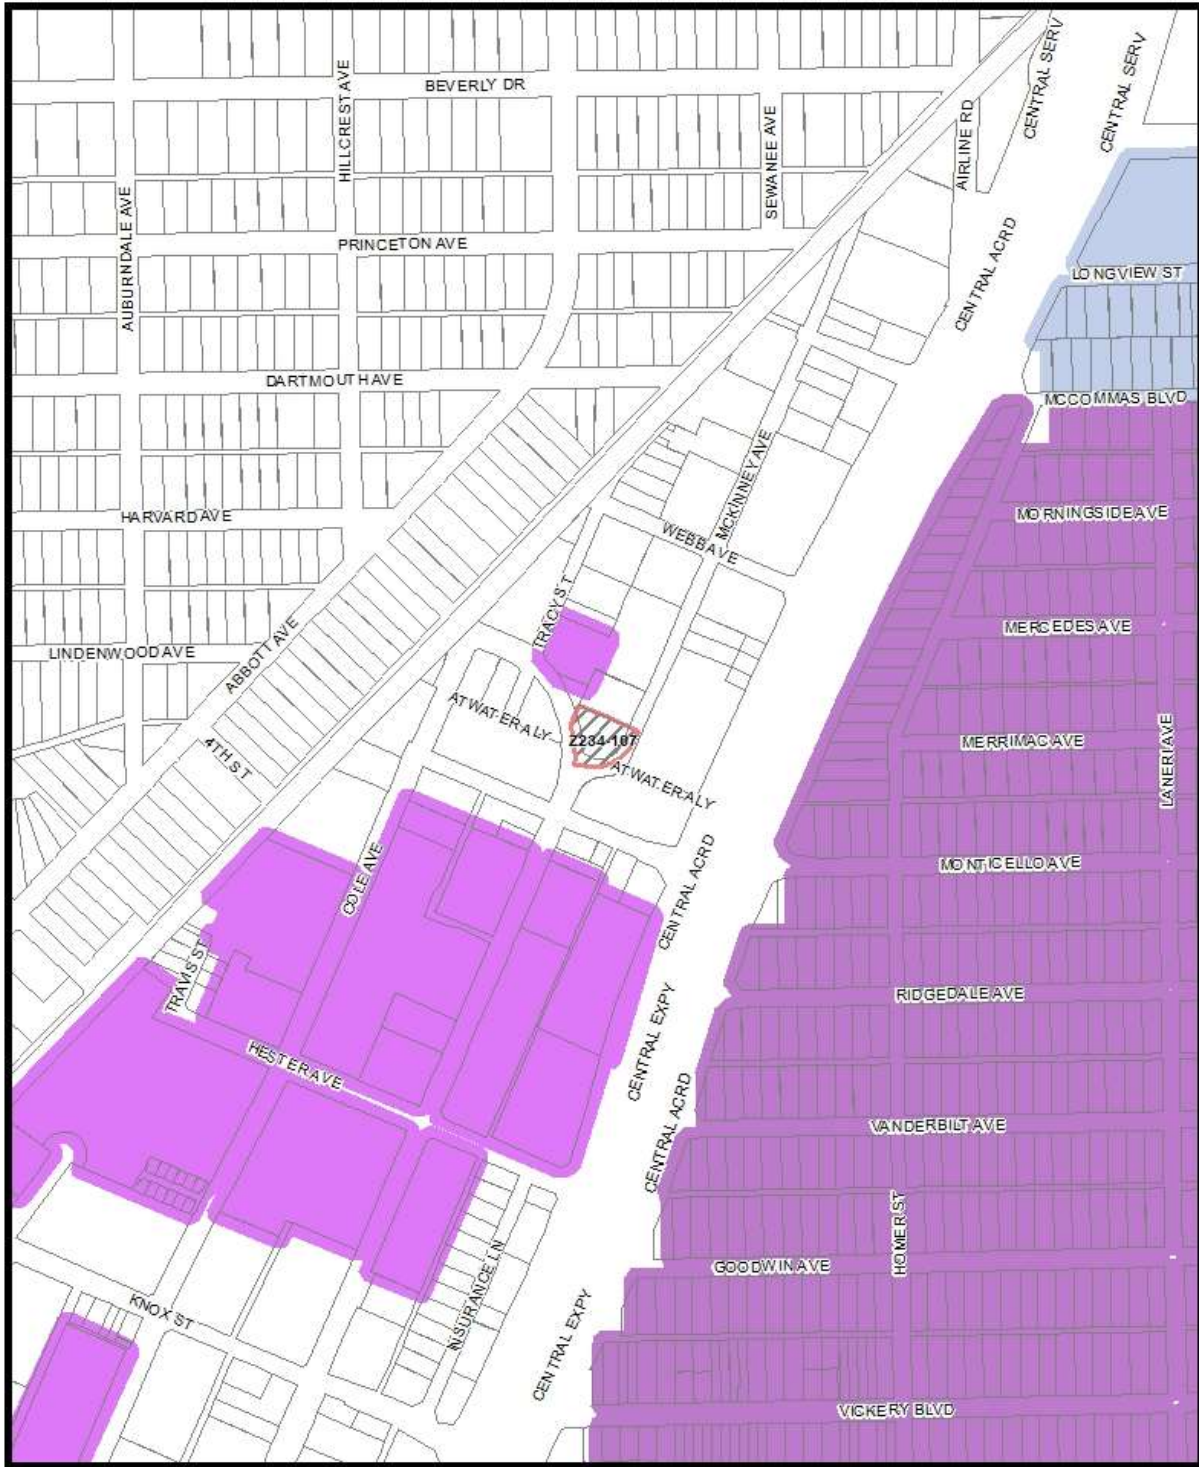 CENTRAL SERV
CENTRAL SERV
BEVERLY DR
HILLCREST AVE
SEWANEE AVE
AIRLINE RD
AUBURNDALE AVE
PRINCETON AVE
CENTRAL ACRD
LONGVIEW ST
DARTMOUTH AVE
MCCOMMAS BLVD
MCKINNEY AVE
HARVARD AVE
MORNINGSIDE AVE
WEBB AVE
TRACY ST
MERCEDES AVE
LINDENWOOD AVE
ABBOTT AVE
ATWATER ALY
Z234-107
MERRIMAC AVE
LANERI AVE
4TH ST
ATWATER ALY
MONTICELLO AVE
COLE AVE
CENTRAL ACRD
TRAVIS ST
RIDGEDALE AVE
CENTRAL EXPY
HESTER AVE
CENTRAL ACRD
VANDERBILT AVE
HOMER ST
GOODWIN AVE
INSURANCE LN
KNOX ST
CENTRAL EXPY
VICKERY BLVD